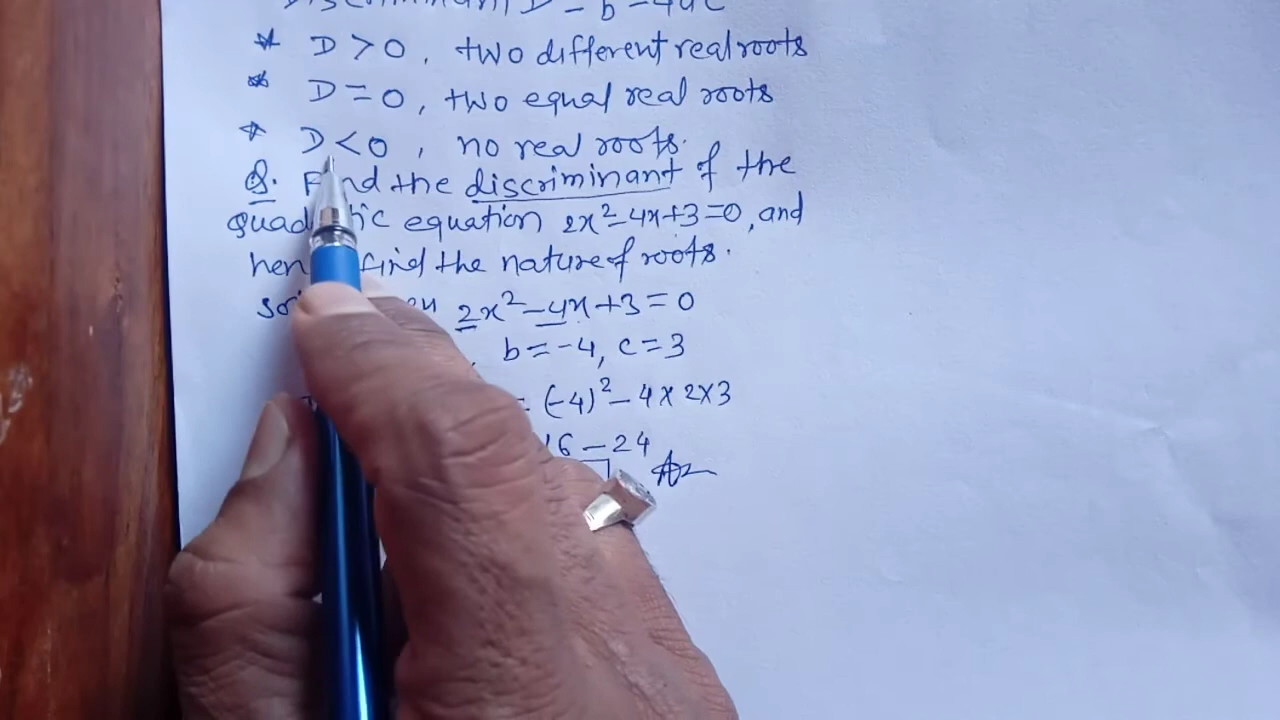 D = b - 4ac
* D > 0, two different real roots
* D = 0, two equal real roots
* D < 0, no real roots.
Q. Find the discriminant of the
equation 2x² - 4x + 3 = 0, and
find the nature of roots.
2x² - 4x + 3 = 0
b = -4, c = 3
= (-4)² - 4 × 2 × 3
16 - 24